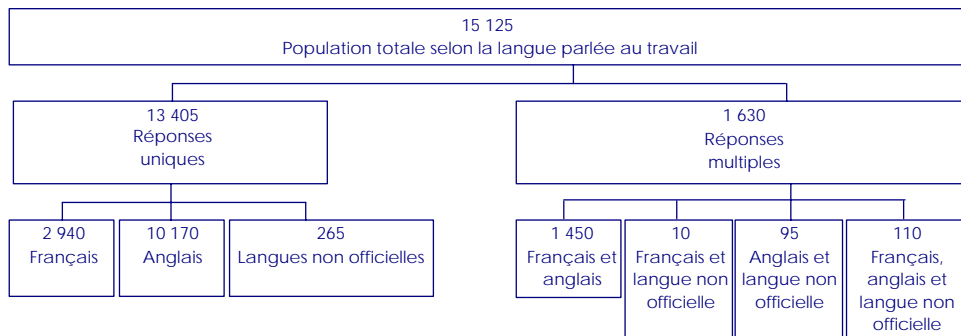 15 125
Population totale selon la langue parlée au travail
13 405
Réponses
uniques
1 630
Réponses
multiples
2 940
Français
10 170
Anglais
265
Langues non officielles
1 450
Français et
anglais
10
Français et
langue non
officielle
95
Anglais et
langue non
officielle
110
Français,
anglais et
langue non
officielle